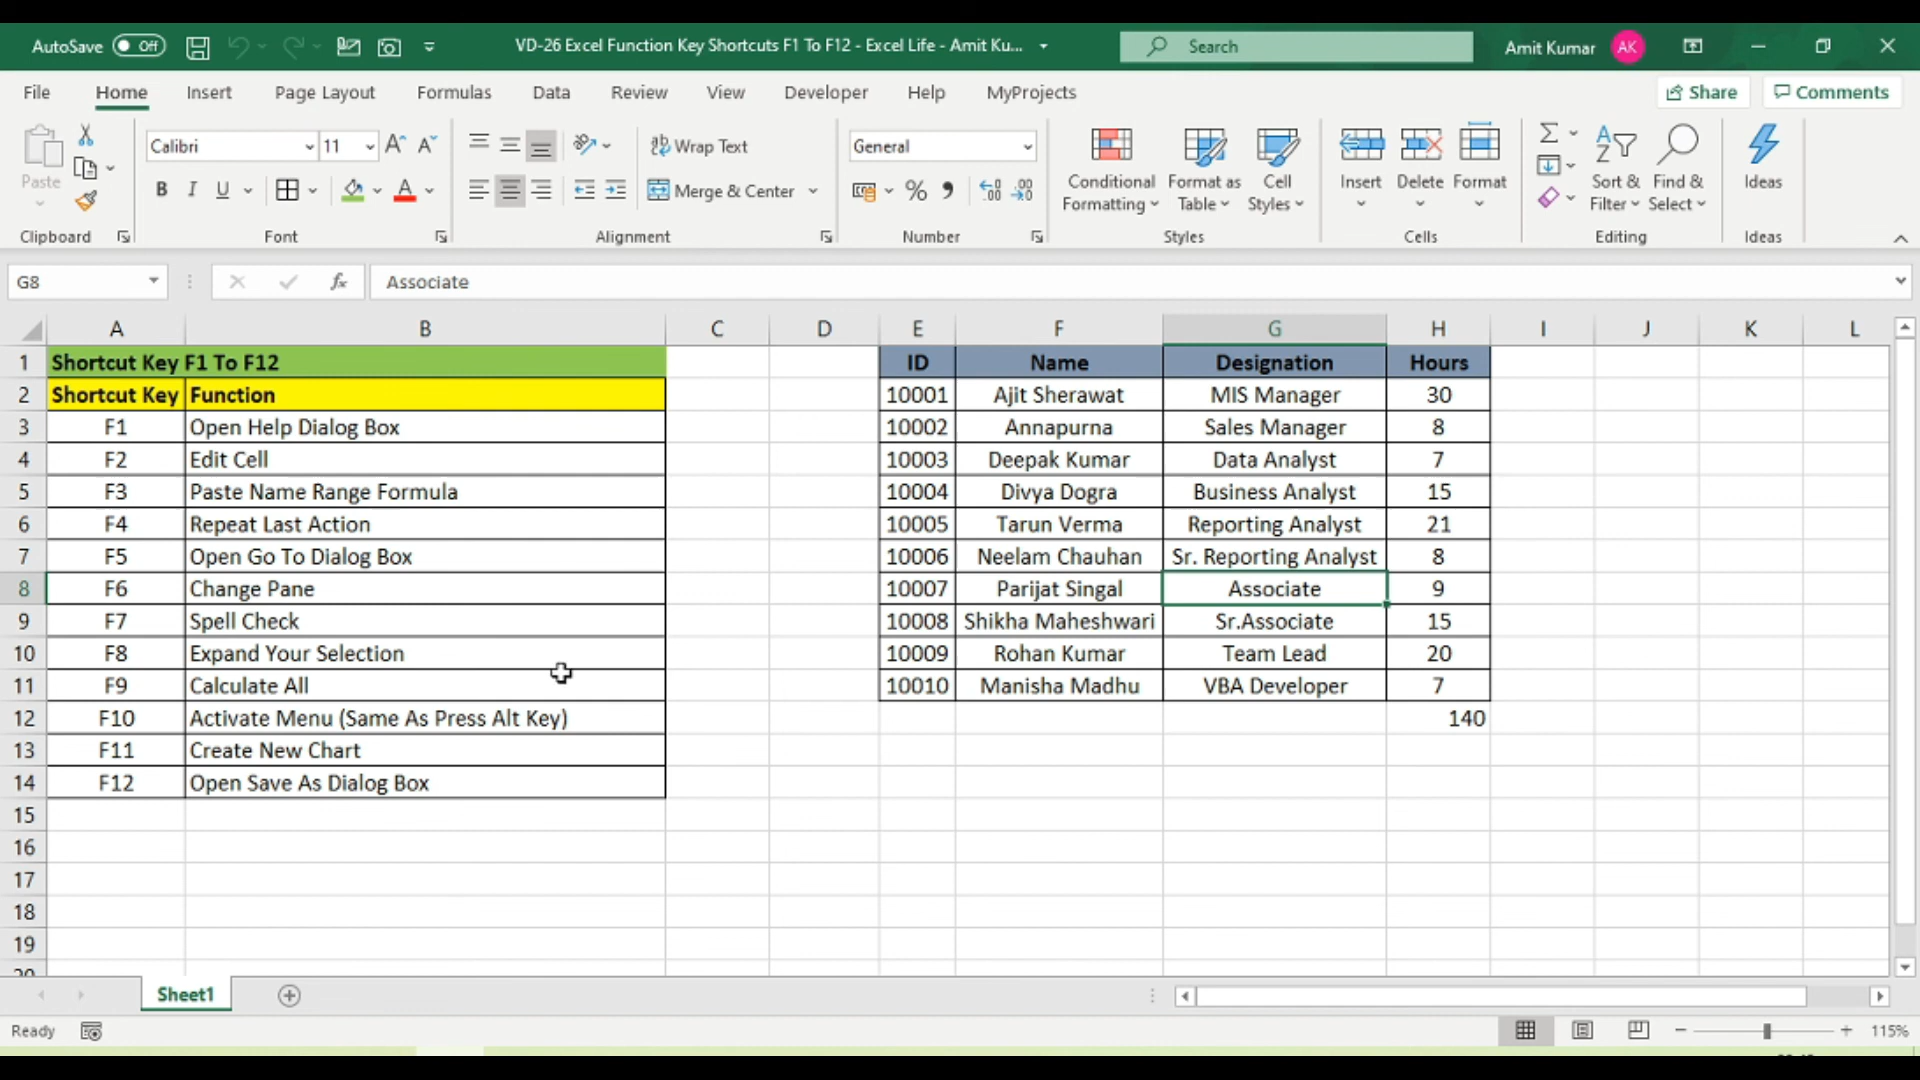 AutoSave Off VD-26 Excel Function Key Shortcuts F1 To F12 - Excel Life - Amit Ku... Search Amit Kumar AK
File Home Insert Page Layout Formulas Data Review View Developer Help MyProjects Share Comments
Paste
Clipboard
Calibri 11
B I U A
Font
Wrap Text
Merge & Center
Alignment
General
%
Number
Conditional Formatting
Format as Table
Cell Styles
Styles
Insert Delete Format
Cells
Sort & Filter
Find & Select
Editing
Ideas
Ideas
G8 fx Associate
A B C D E F G H I J K L
1 Shortcut Key F1 To F12 ID Name Designation Hours
2 Shortcut Key Function 10001 Ajit Sherawat MIS Manager 30
3 F1 Open Help Dialog Box 10002 Annapurna Sales Manager 8
4 F2 Edit Cell 10003 Deepak Kumar Data Analyst 7
5 F3 Paste Name Range Formula 10004 Divya Dogra Business Analyst 15
6 F4 Repeat Last Action 10005 Tarun Verma Reporting Analyst 21
7 F5 Open Go To Dialog Box 10006 Neelam Chauhan Sr. Reporting Analyst 8
8 F6 Change Pane 10007 Parijat Singal Associate 9
9 F7 Spell Check 10008 Shikha Maheshwari Sr.Associate 15
10 F8 Expand Your Selection 10009 Rohan Kumar Team Lead 20
11 F9 Calculate All 10010 Manisha Madhu VBA Developer 7
12 F10 Activate Menu (Same As Press Alt Key) 140
13 F11 Create New Chart
14 F12 Open Save As Dialog Box
15
16
17
18
19
20
Sheet1
Ready 115%